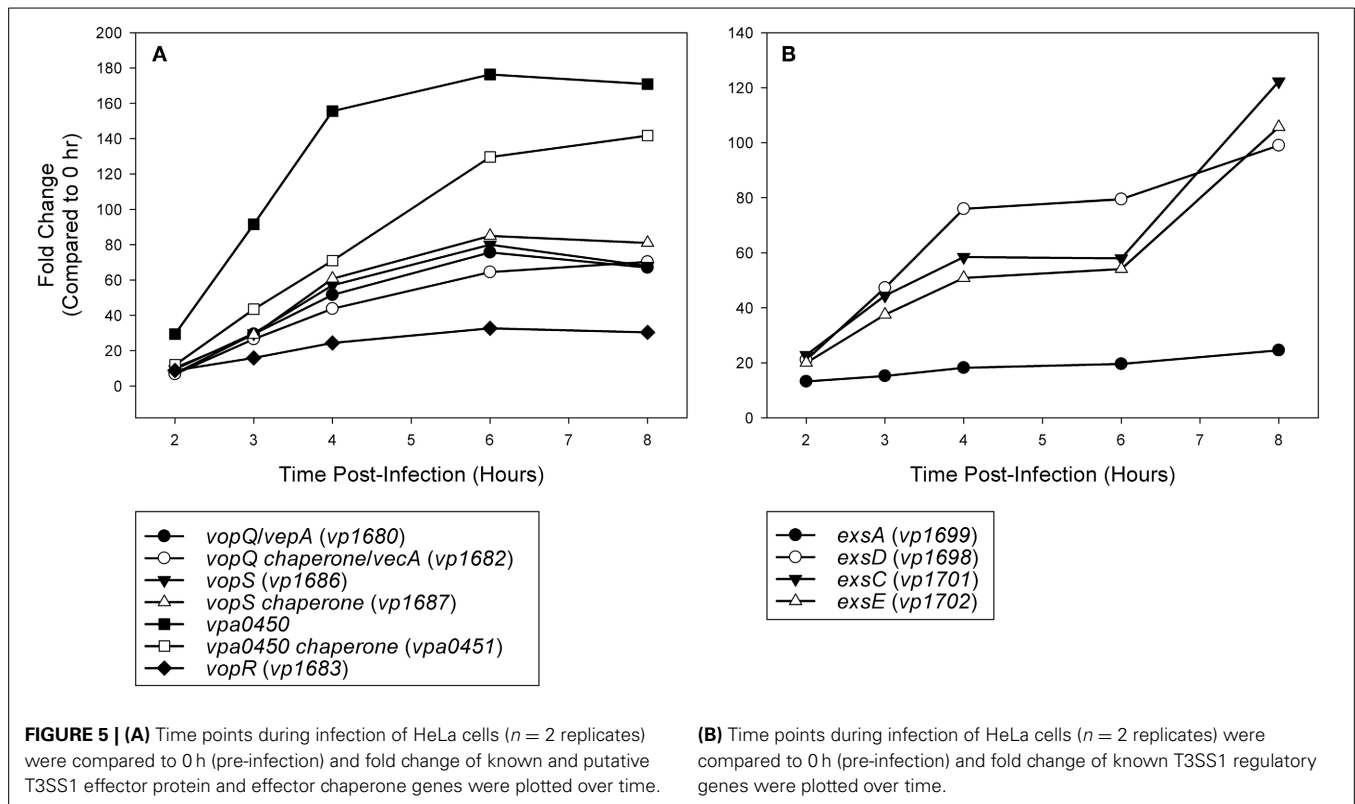 A
200
180
160
140
120
100
80
60
40
20
0
Fold Change
(Compared to 0 hr)
2 3 4 5 6 7 8
Time Post-Infection (Hours)
vopQ/vepA (vp1680)
vopQ chaperone/vecA (vp1682)
vopS (vp1686)
vopS chaperone (vp1687)
vpa0450
vpa0450 chaperone (vpa0451)
vopR (vp1683)
B
140
120
100
80
60
40
20
0
2 3 4 5 6 7 8
Time Post-Infection (Hours)
exsA (vp1699)
exsD (vp1698)
exsC (vp1701)
exsE (vp1702)
FIGURE 5 | (A) Time points during infection of HeLa cells (n = 2 replicates)
were compared to 0 h (pre-infection) and fold change of known and putative
T3SS1 effector protein and effector chaperone genes were plotted over time.
(B) Time points during infection of HeLa cells (n = 2 replicates) were
compared to 0 h (pre-infection) and fold change of known T3SS1 regulatory
genes were plotted over time.